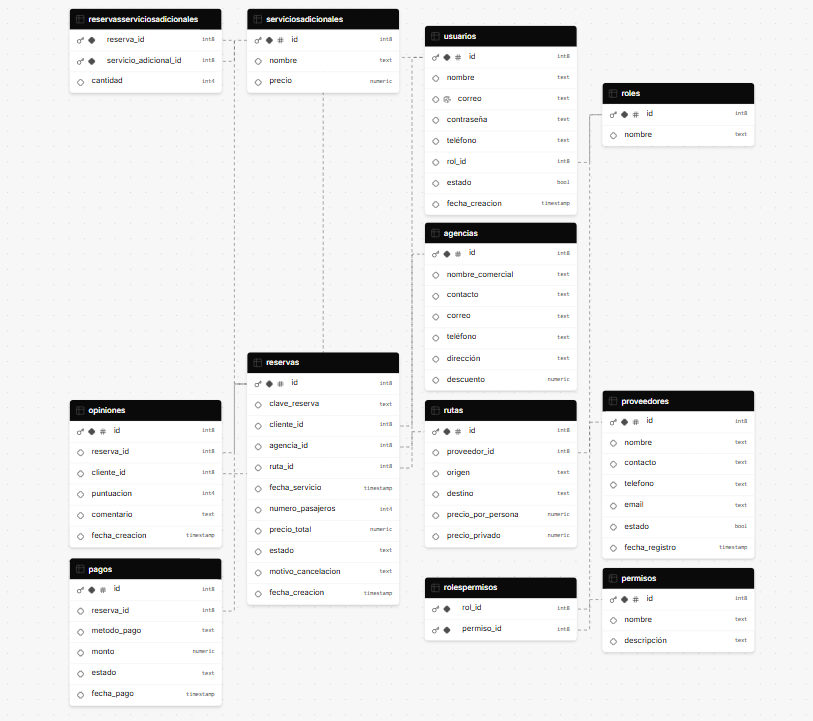 reservasserviciosadicionales
reserva_id int8
servicio_adicional_id int8
cantidad int4
serviciosadicionales
id int8
nombre text
precio numeric
usuarios
id int8
nombre text
correo text
contraseña text
teléfono text
rol_id int8
estado bool
fecha_creacion timestamp
roles
id int8
nombre text
agencias
id int8
nombre_comercial text
contacto text
correo text
teléfono text
dirección text
descuento numeric
reservas
id int8
clave_reserva text
cliente_id int8
agencia_id int8
ruta_id int8
fecha_servicio timestamp
numero_pasajeros int4
precio_total numeric
estado text
motivo_cancelacion text
fecha_creacion timestamp
opiniones
id int8
reserva_id int8
cliente_id int8
puntuacion int4
comentario text
fecha_creacion timestamp
rutas
id int8
proveedor_id int8
origen text
destino text
precio_por_persona numeric
precio_privado numeric
proveedores
id int8
nombre text
contacto text
telefono text
email text
estado bool
fecha_registro timestamp
pagos
id int8
reserva_id int8
metodo_pago text
monto numeric
estado text
fecha_pago timestamp
rolespermisos
rol_id int8
permiso_id int8
permisos
id int8
nombre text
descripción text